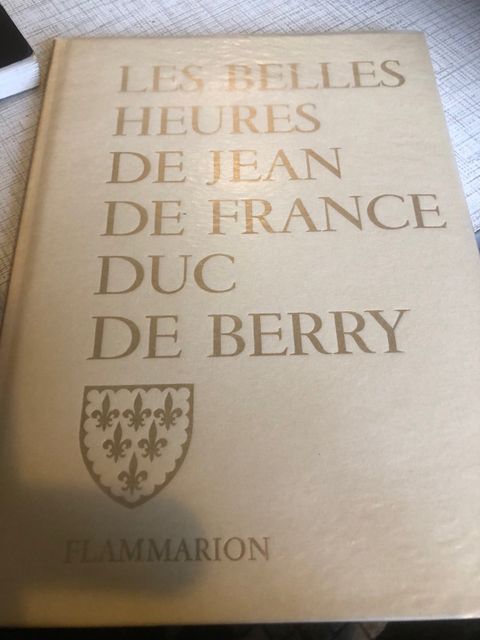 LES BELLES
HEURES
DE JEAN
DE FRANCE
DUC
DE BERRY
FLAMMARION